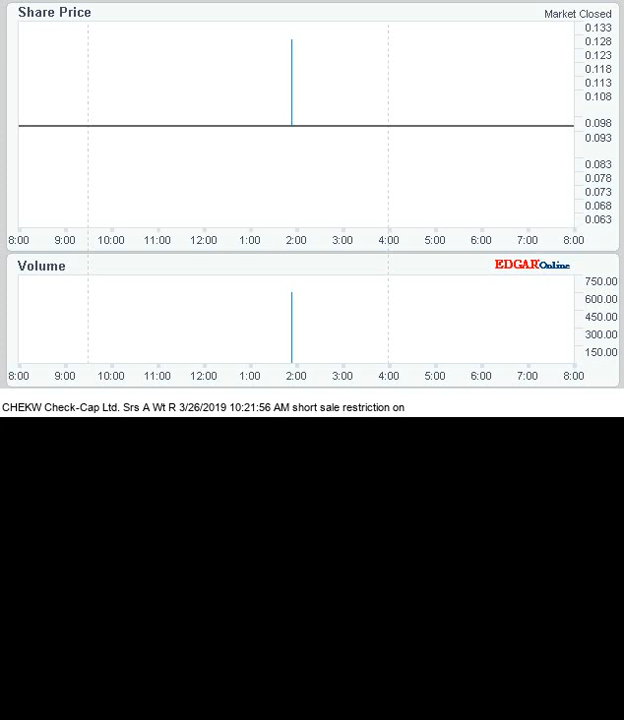 Share Price
Market Closed
0.133
0.128
0.123
0.118
0.113
0.108
0.098
0.093
0.083
0.078
0.073
0.068
0.063
8:00 9:00 10:00 11:00 12:00 1:00 2:00 3:00 4:00 5:00 6:00 7:00 8:00
Volume
EDGAROnline
750.00
600.00
450.00
300.00
150.00
8:00 9:00 10:00 11:00 12:00 1:00 2:00 3:00 4:00 5:00 6:00 7:00 8:00
CHEKW Check-Cap Ltd. Srs A Wt R 3/26/2019 10:21:56 AM short sale restriction on